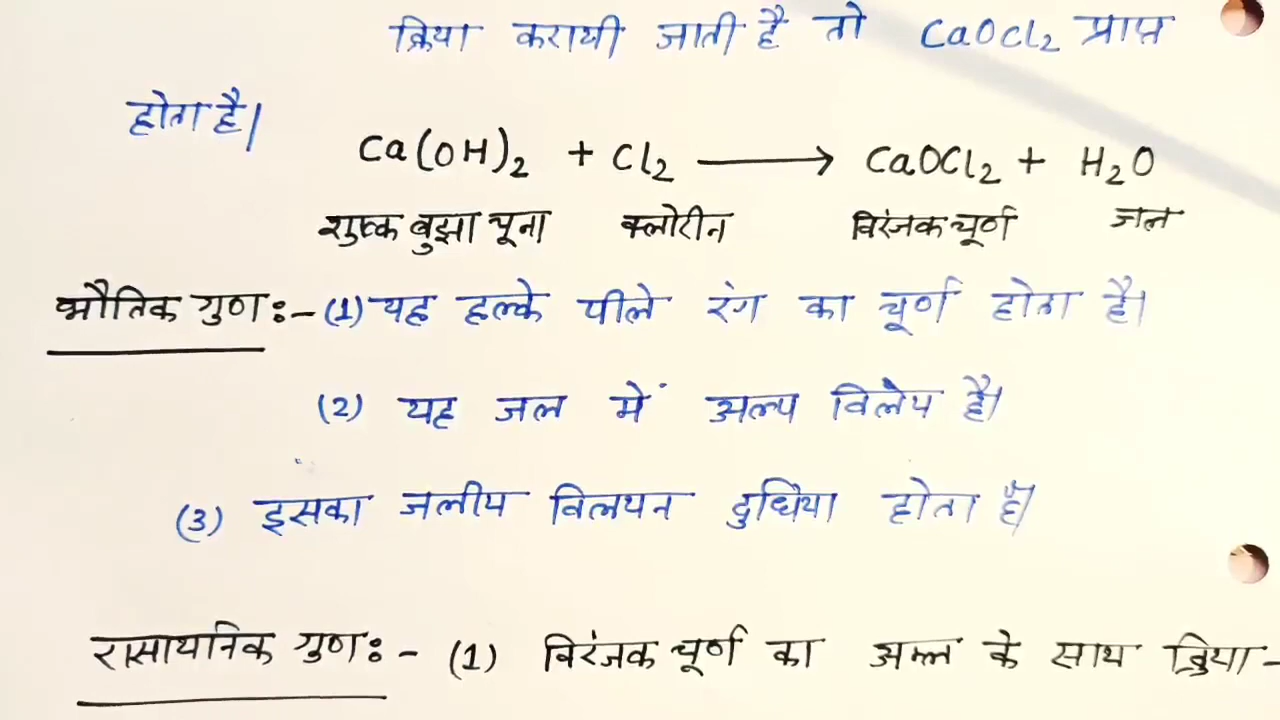 क्रिया करायी जाती है तो CaOCl₂ प्राप्त
होता है।
Ca(OH)₂ + Cl₂ ⟶ CaOCl₂ + H₂O
शुष्क बुझा चूना क्लोरीन विरंजक चूर्ण जल
भौतिक गुण:- (1) यह हल्के पीले रंग का चूर्ण होता है।
(2) यह जल में अल्प विलेय है।
(3) इसका जलीय विलयन दुधिया होता है।
रासायनिक गुण:- (1) विरंजक चूर्ण का अम्ल के साथ क्रिया-